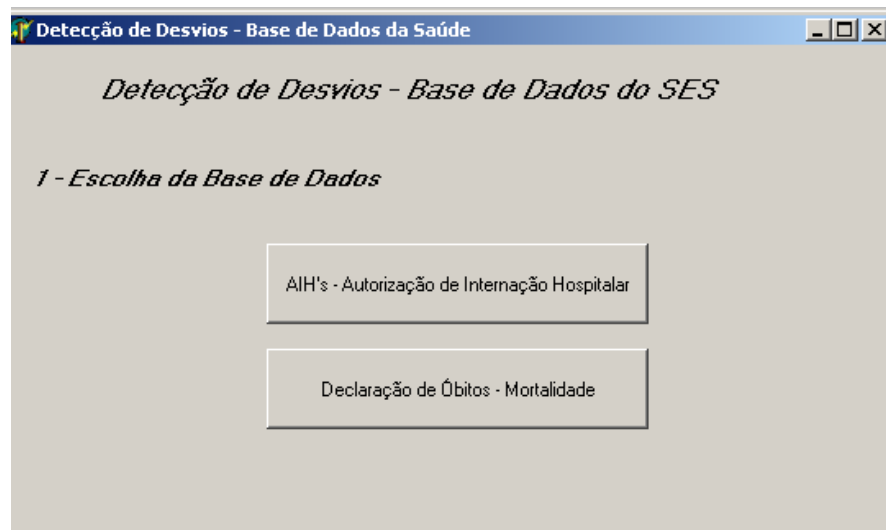 Detecção de Desvios - Base de Dados da Saúde
Detecção de Desvios - Base de Dados do SES
1 - Escolha da Base de Dados
AIH's - Autorização de Internação Hospitalar
Declaração de Óbitos - Mortalidade